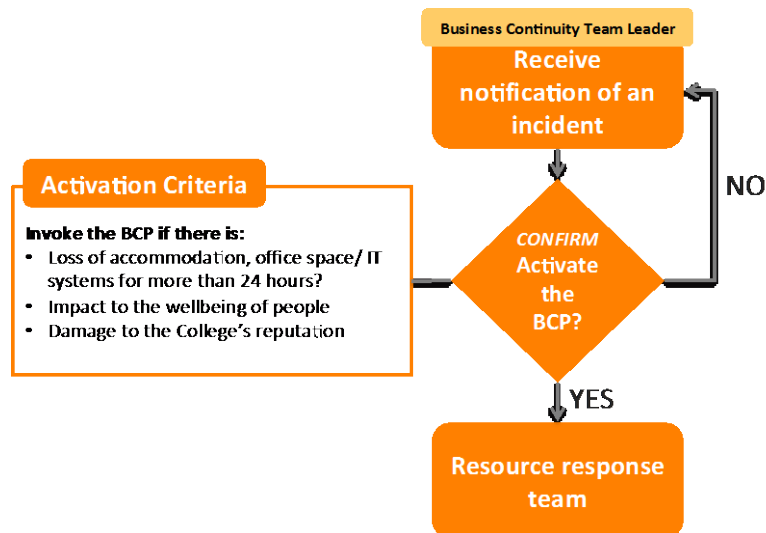 Business Continuity Team Leader
Receive
notification of an
incident
NO
Activation Criteria
Invoke the BCP if there is:
• Loss of accommodation, office space/ IT
systems for more than 24 hours?
• Impact to the wellbeing of people
• Damage to the College's reputation
CONFIRM
Activate
the
BCP?
YES
Resource response
team